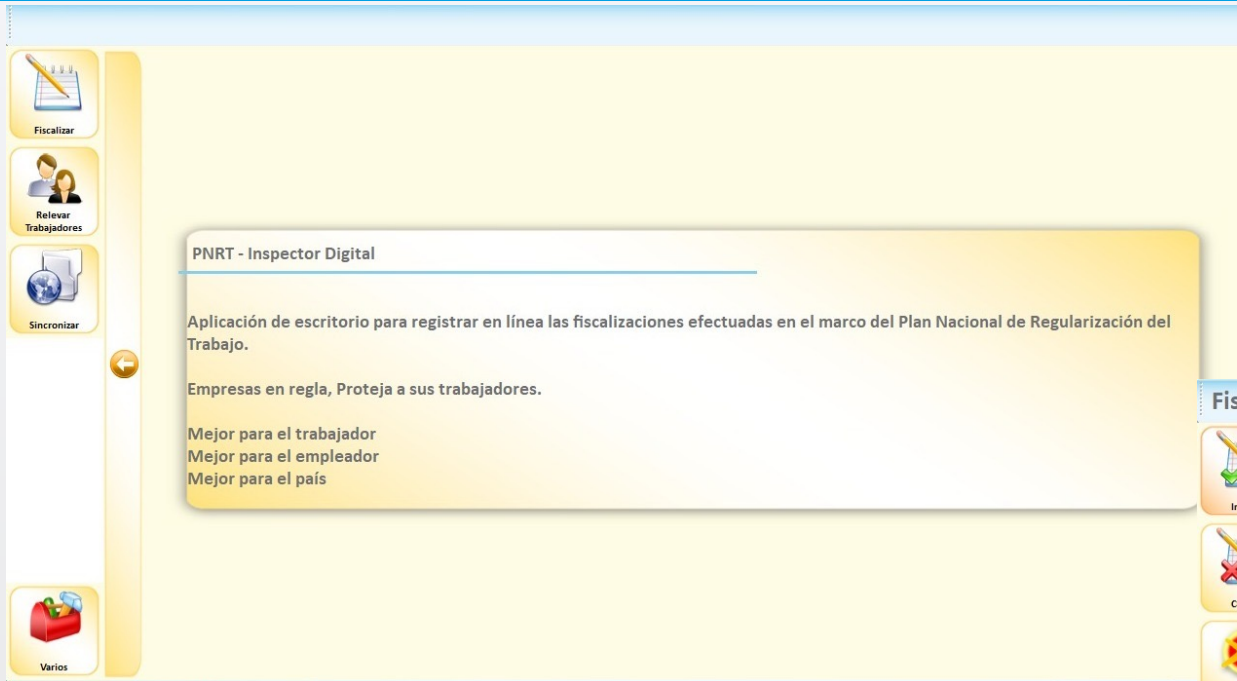 Fiscalizar
Relevar
Trabajadores
Sincronizar
Varios
PNRT - Inspector Digital
Aplicación de escritorio para registrar en línea las fiscalizaciones efectuadas en el marco del Plan Nacional de Regularización del
Trabajo.
Empresas en regla, Proteja a sus trabajadores.
Mejor para el trabajador
Mejor para el empleador
Mejor para el país